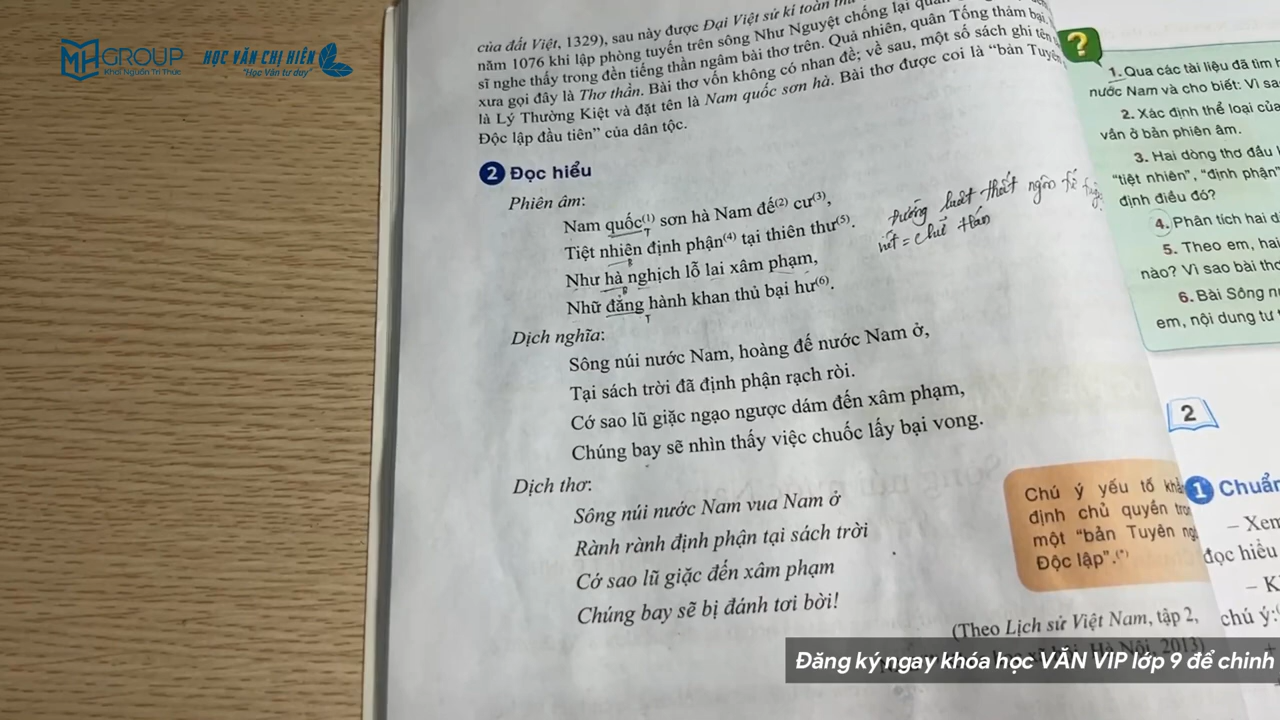 MH GROUP
Khơi Nguồn Tri Thức
HỌC VĂN CHỊ HIÊN
"Học Văn tư duy"
của đất Việt, 1329), sau này được Đại Việt sử kí toàn
năm 1076 khi lập phòng tuyến trên sông Như Nguyệt chống lại quân
sĩ nghe thấy trong đền tiếng thần ngâm bài thơ trên. Quả nhiên, quân Tống thảm bại.
xưa gọi đây là Thơ thần. Bài thơ vốn không có nhan đề; về sau, một số sách ghi tên
là Lý Thường Kiệt và đặt tên là Nam quốc sơn hà. Bài thơ được coi là “bản Tuyên
Độc lập đầu tiên” của dân tộc.
2 Đọc hiểu
Phiên âm:
Nam quốc(1) sơn hà Nam đế(2) cư(3),
Tiệt nhiên định phận(4) tại thiên thư(5).
Như hà nghịch lỗ lai xâm phạm,
Nhữ đẳng hành khan thủ bại hư(6).
T
B
B
T
luật thất ngôn tứ tuyệt
viết = chữ Hán
Dịch nghĩa:
Sông núi nước Nam, hoàng đế nước Nam ở,
Tại sách trời đã định phận rạch ròi.
Cớ sao lũ giặc ngạo ngược dám đến xâm phạm,
Chúng bay sẽ nhìn thấy việc chuốc lấy bại vong.
Dịch thơ:
Sông núi nước Nam vua Nam ở
Rành rành định phận tại sách trời
Cớ sao lũ giặc đến xâm phạm
Chúng bay sẽ bị đánh tơi bời!
(Theo Lịch sử Việt Nam, tập 2,
Hà Nội, 2013)
Chú ý yếu tố
định chủ quyền
một “bản Tuyên
Độc lập”.(*)
?
1. Qua các tài liệu đã tìm
nước Nam và cho biết: Vì
2. Xác định thể loại
vần ở bản phiên âm.
3. Hai dòng thơ đầu
“tiệt nhiên”, “định phận”
định điều đó?
4. Phân tích hai
5. Theo em, hai
nào? Vì sao bài
6. Bài Sông
em, nội dung tư
2
1 Chuẩn
– Xem
đọc hiểu
chú ý:
+
Đăng ký ngay khóa học VĂN VIP lớp 9 để chinh